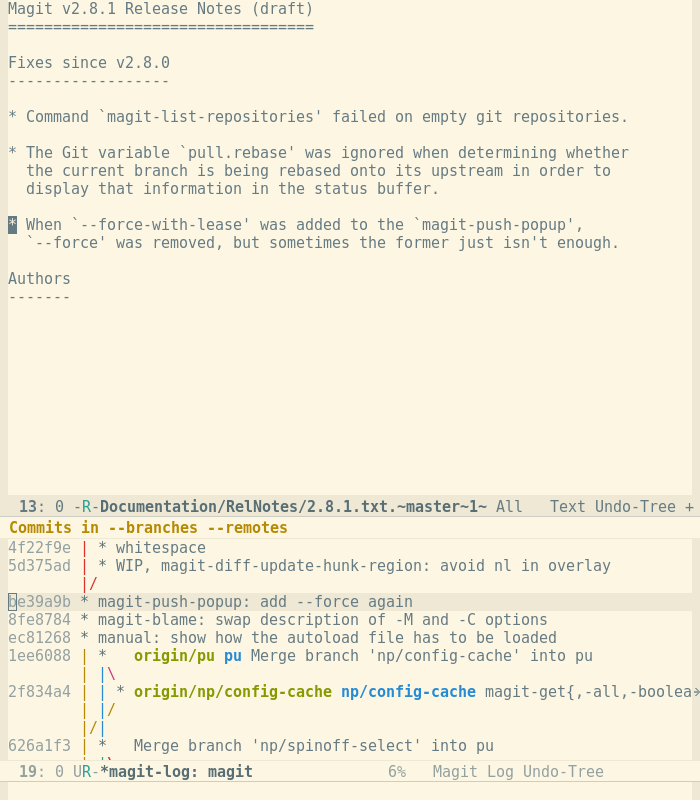 Magit v2.8.1 Release Notes (draft)
==================================
Fixes since v2.8.0
------------------
* Command `magit-list-repositories' failed on empty git repositories.
* The Git variable `pull.rebase' was ignored when determining whether
  the current branch is being rebased onto its upstream in order to
  display that information in the status buffer.
* When `--force-with-lease' was added to the `magit-push-popup',
  `--force' was removed, but sometimes the former just isn't enough.
Authors
-------
13: 0 -R-Documentation/RelNotes/2.8.1.txt.~master~1~ All   Text Undo-Tree +
Commits in --branches --remotes
4f22f9e | * whitespace
5d375ad | * WIP, magit-diff-update-hunk-region: avoid nl in overlay
        |/
be39a9b * magit-push-popup: add --force again
8fe8784 * magit-blame: swap description of -M and -C options
ec81268 * manual: show how the autoload file has to be loaded
1ee6088 | *   origin/pu pu Merge branch 'np/config-cache' into pu
        | |\
2f834a4 | | * origin/np/config-cache np/config-cache magit-get{,-all,-boolea→
        | |/
        |/|
626a1f3 | *   Merge branch 'np/spinoff-select' into pu
19: 0 UR-*magit-log: magit               6%   Magit Log Undo-Tree